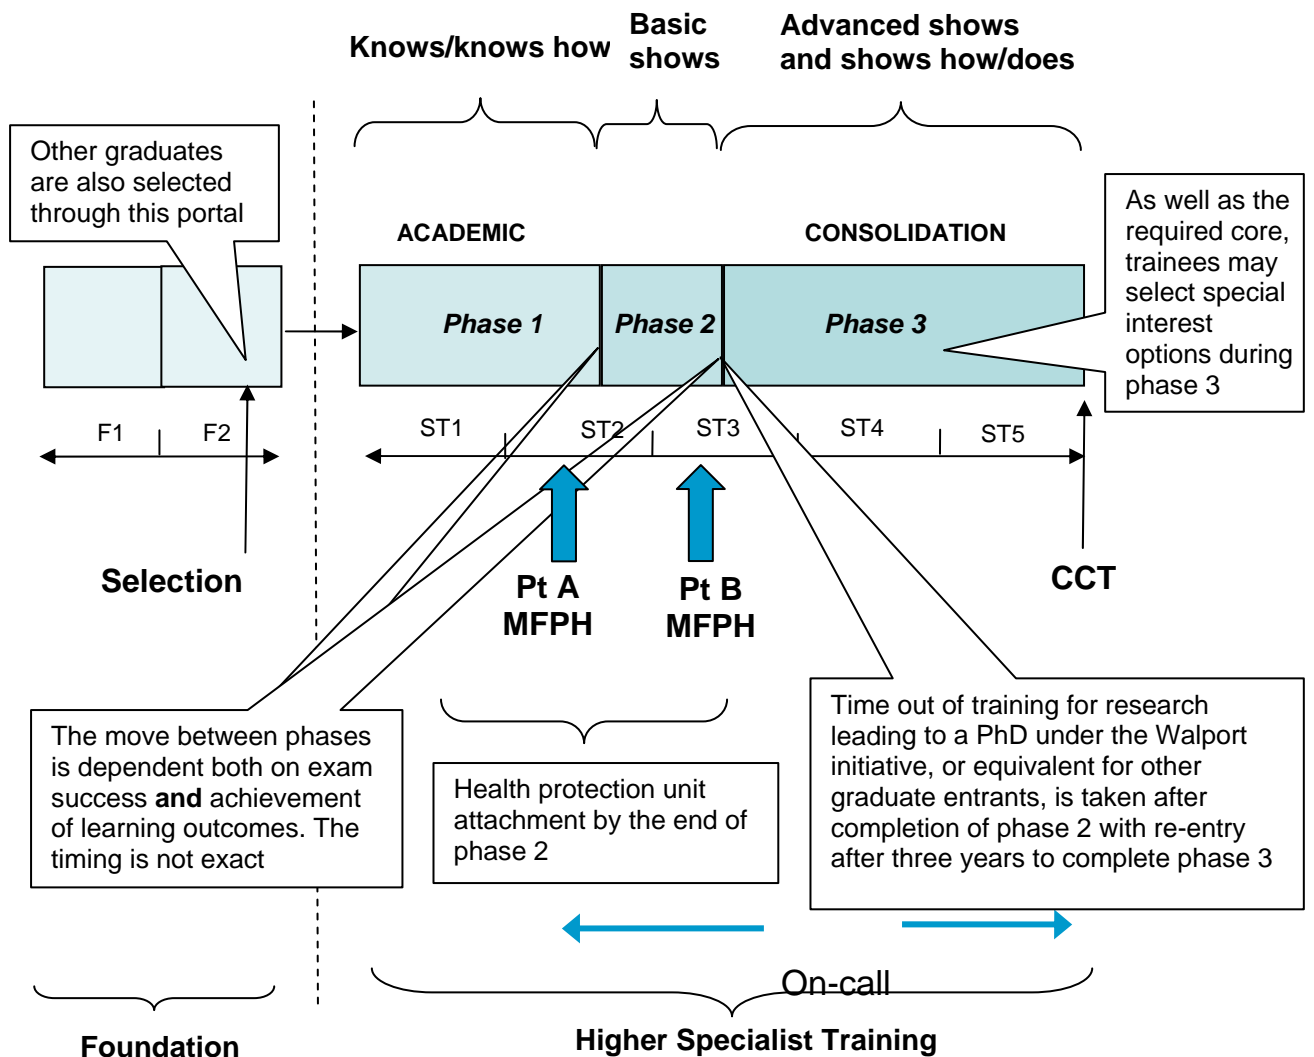 Knows/knows how
Basic
shows
Advanced shows
and shows how/does
Other graduates
are also selected
through this portal
ACADEMIC
CONSOLIDATION
As well as the
required core,
trainees may
select special
interest
options during
phase 3
Phase 1
Phase 2
Phase 3
F1
F2
ST1
ST2
ST3
ST4
ST5
Selection
Pt A
MFPH
Pt B
MFPH
CCT
The move between phases
is dependent both on exam
success and achievement
of learning outcomes. The
timing is not exact
Health protection unit
attachment by the end of
phase 2
Time out of training for research
leading to a PhD under the Walport
initiative, or equivalent for other
graduate entrants, is taken after
completion of phase 2 with re-entry
after three years to complete phase 3
On-call
Foundation
Higher Specialist Training